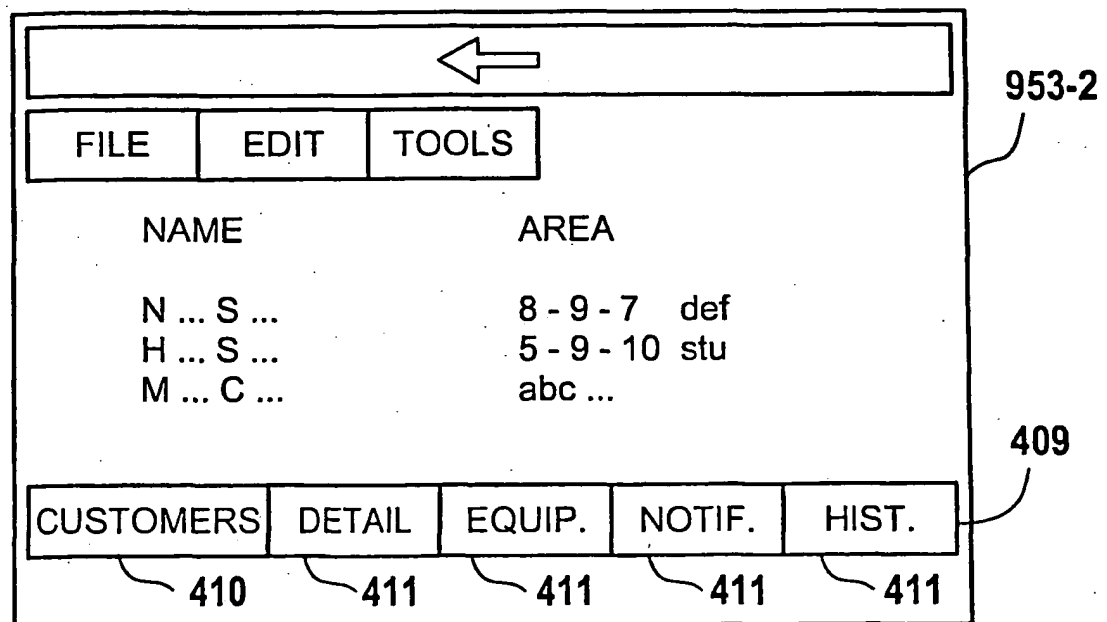 953-2
FILE EDIT TOOLS
NAME AREA
N ... S ... 8 - 9 - 7 def
H ... S ... 5 - 9 - 10 stu
M ... C ... abc ...
409
CUSTOMERS DETAIL EQUIP. NOTIF. HIST.
410 411 411 411 411